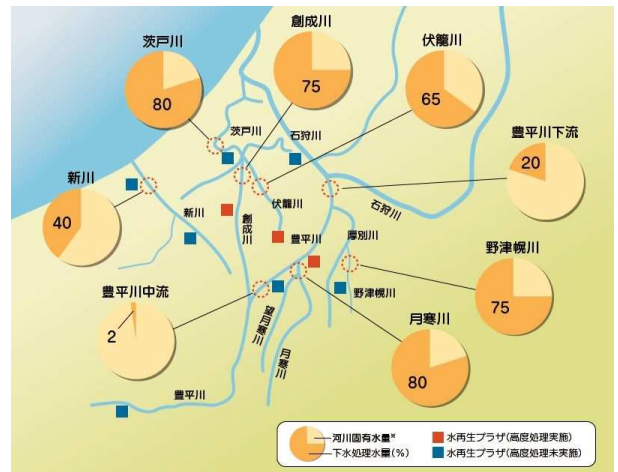 創成川
75
茨戸川
80
伏籠川
65
豊平川下流
20
茨戸川
石狩川
新川
40
新川
創成川
伏籠川
豊平川
石狩川
厚別川
野津幌川
75
豊平川中流
2
望月寒川
月寒川
野津幌川
月寒川
80
豊平川
河川固有水量※
下水処理水量(%)
水再生プラザ(高度処理実施)
水再生プラザ(高度処理未実施)